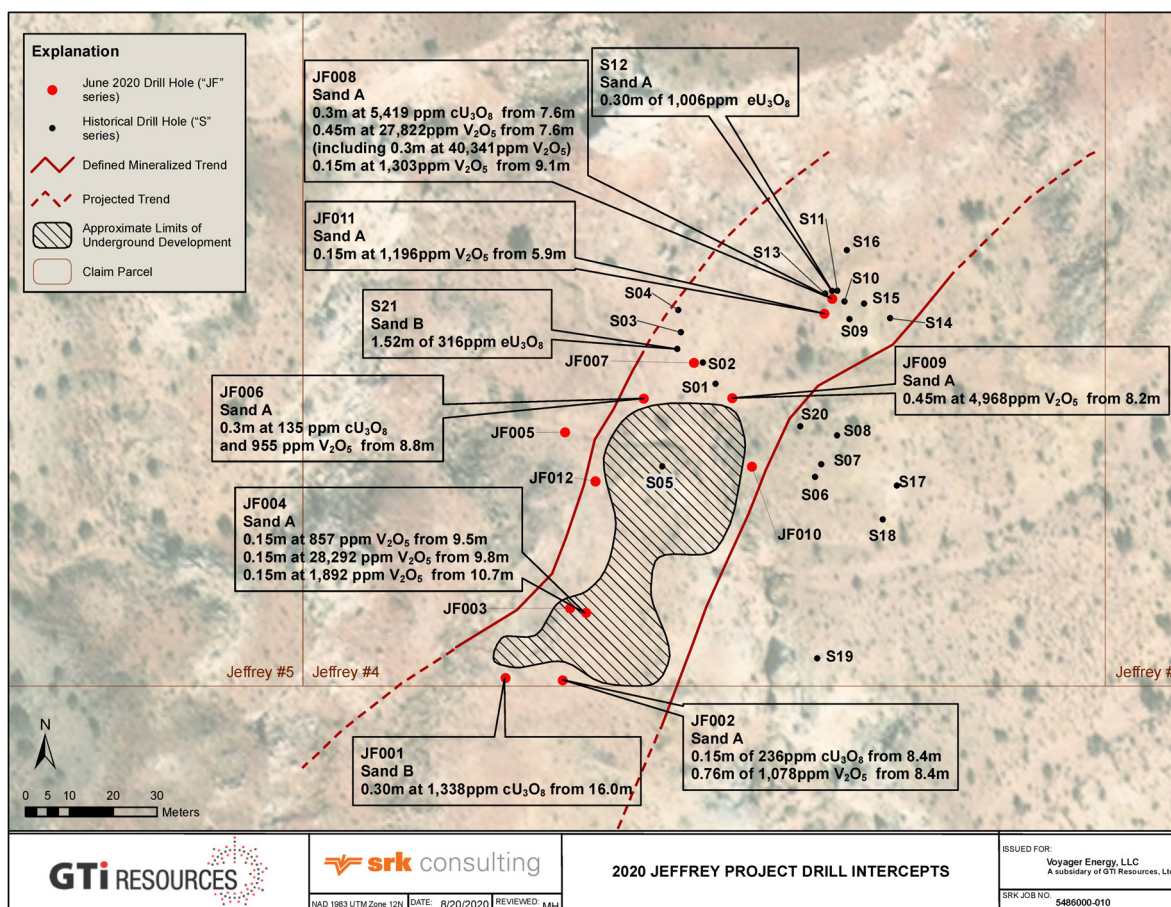 Explanation
June 2020 Drill Hole ("JF"
series)
Historical Drill Hole ("S"
series)
Defined Mineralized Trend
Projected Trend
Approximate Limits of
Underground Development
Claim Parcel
JF008
Sand A
0.3m at 5,419 ppm cU₃O₈ from 7.6m
0.45m at 27,822ppm V₂O₅ from 7.6m
(including 0.3m at 40,341ppm V₂O₅)
0.15m at 1,303ppm V₂O₅ from 9.1m
S12
Sand A
0.30m of 1,006ppm eU₃O₈
JF011
Sand A
0.15m at 1,196ppm V₂O₅ from 5.9m
S21
Sand B
1.52m of 316ppm eU₃O₈
JF006
Sand A
0.3m at 135 ppm cU₃O₈
and 955 ppm V₂O₅ from 8.8m
JF009
Sand A
0.45m at 4,968ppm V₂O₅ from 8.2m
JF004
Sand A
0.15m at 857 ppm V₂O₅ from 9.5m
0.15m at 28,292 ppm V₂O₅ from 9.8m
0.15m at 1,892 ppm V₂O₅ from 10.7m
JF001
Sand B
0.30m at 1,338ppm cU₃O₈ from 16.0m
JF002
Sand A
0.15m of 236ppm cU₃O₈ from 8.4m
0.76m of 1,078ppm V₂O₅ from 8.4m
S11
S16
S13
S10
S15
S04
S03
S09
S14
JF007
S02
S01
S20
S08
JF005
S07
S05
JF012
S06
S17
S18
JF010
JF003
S19
Jeffrey #5
Jeffrey #4
Jeffrey #
N
0 5 10 20 30
Meters
GTi RESOURCES
srk consulting
NAD 1983 UTM Zone 12N
DATE: 8/20/2020
REVIEWED: MH
2020 JEFFREY PROJECT DRILL INTERCEPTS
ISSUED FOR:
Voyager Energy, LLC
A subsidary of GTI Resources, Ltd
SRK JOB NO.
5486000-010